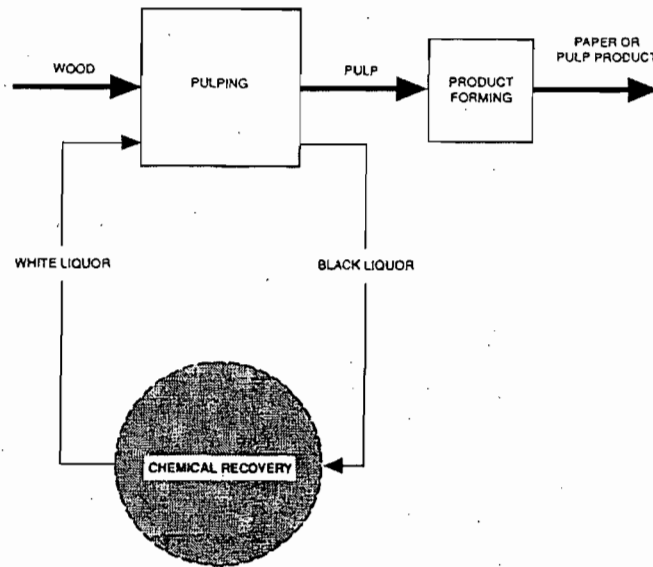 WOOD
PULPING
PULP
PRODUCT
FORMING
PAPER OR
PULP PRODUCT
WHITE LIQUOR
BLACK LIQUOR
CHEMICAL RECOVERY